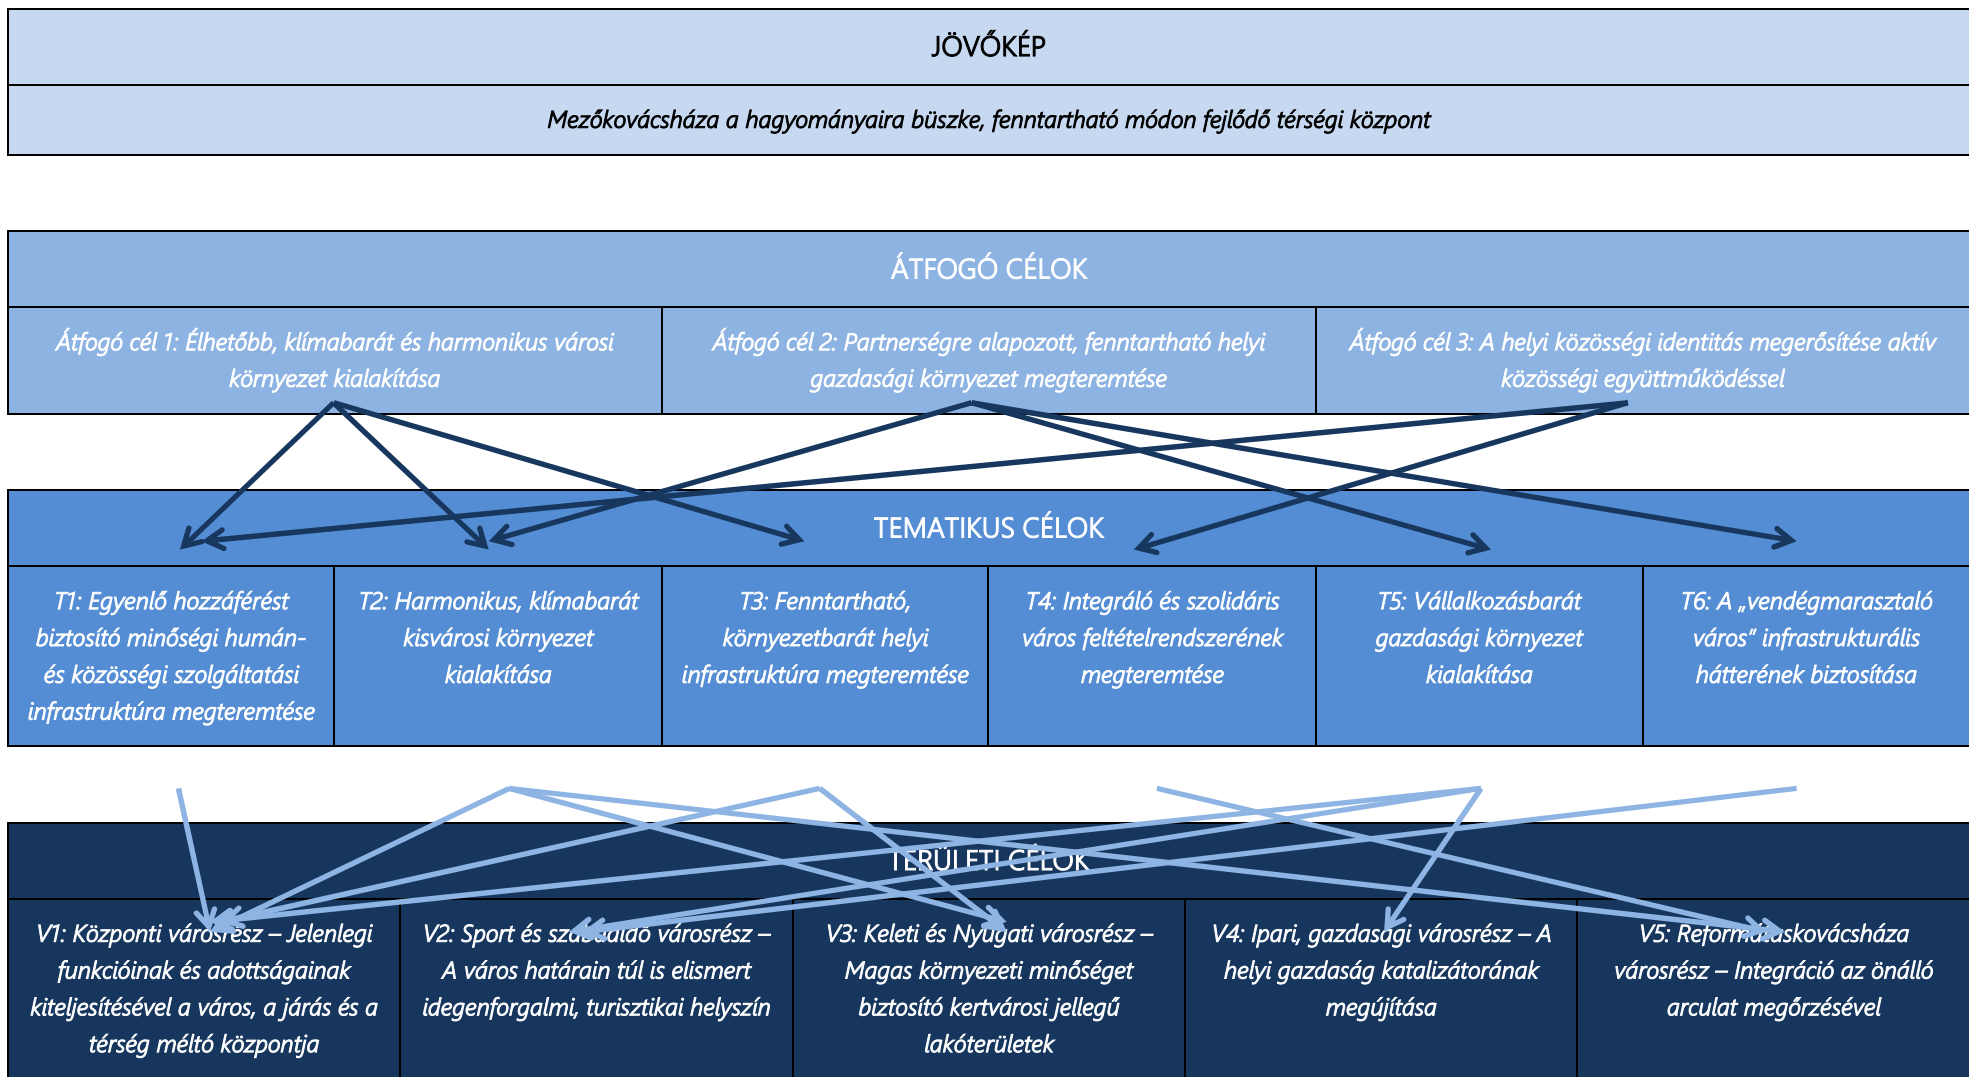 JÖVŐKÉP
Mezőkovácsháza a hagyományaira büszke, fenntartható módon fejlődő térségi központ
ÁTFOGÓ CÉLOK
Átfogó cél 1: Élhetőbb, klímabarát és harmonikus városi
környezet kialakítása
Átfogó cél 2: Partnerségre alapozott, fenntartható helyi
gazdasági környezet megteremtése
Átfogó cél 3: A helyi közösségi identitás megerősítése aktív
közösségi együttműködéssel
TEMATIKUS CÉLOK
T1: Egyenlő hozzáférést
biztosító minőségi humán-
és közösségi szolgáltatási
infrastruktúra megteremtése
T2: Harmonikus, klímabarát
kisvárosi környezet
kialakítása
T3: Fenntartható,
környezetbarát helyi
infrastruktúra megteremtése
T4: Integráló és szolidáris
város feltételrendszerének
megteremtése
T5: Vállalkozásbarát
gazdasági környezet
kialakítása
T6: A „vendégmarasztaló
város" infrastrukturális
hátterének biztosítása
TERÜLETI CÉLOK
V1: Központi városrész – Jelenlegi
funkcióinak és adottságainak
kiteljesítésével a város, a járás és a
térség méltó központja
V2: Sport és szabadidő városrész –
A város határain túl is elismert
idegenforgalmi, turisztikai helyszín
V3: Keleti és Nyugati városrész –
Magas környezeti minőséget
biztosító kertvárosi jellegű
lakóterületek
V4: Ipari, gazdasági városrész – A
helyi gazdaság katalizátorának
megújítása
V5: Reformátuskovácsháza
városrész – Integráció az önálló
arculat megőrzésével